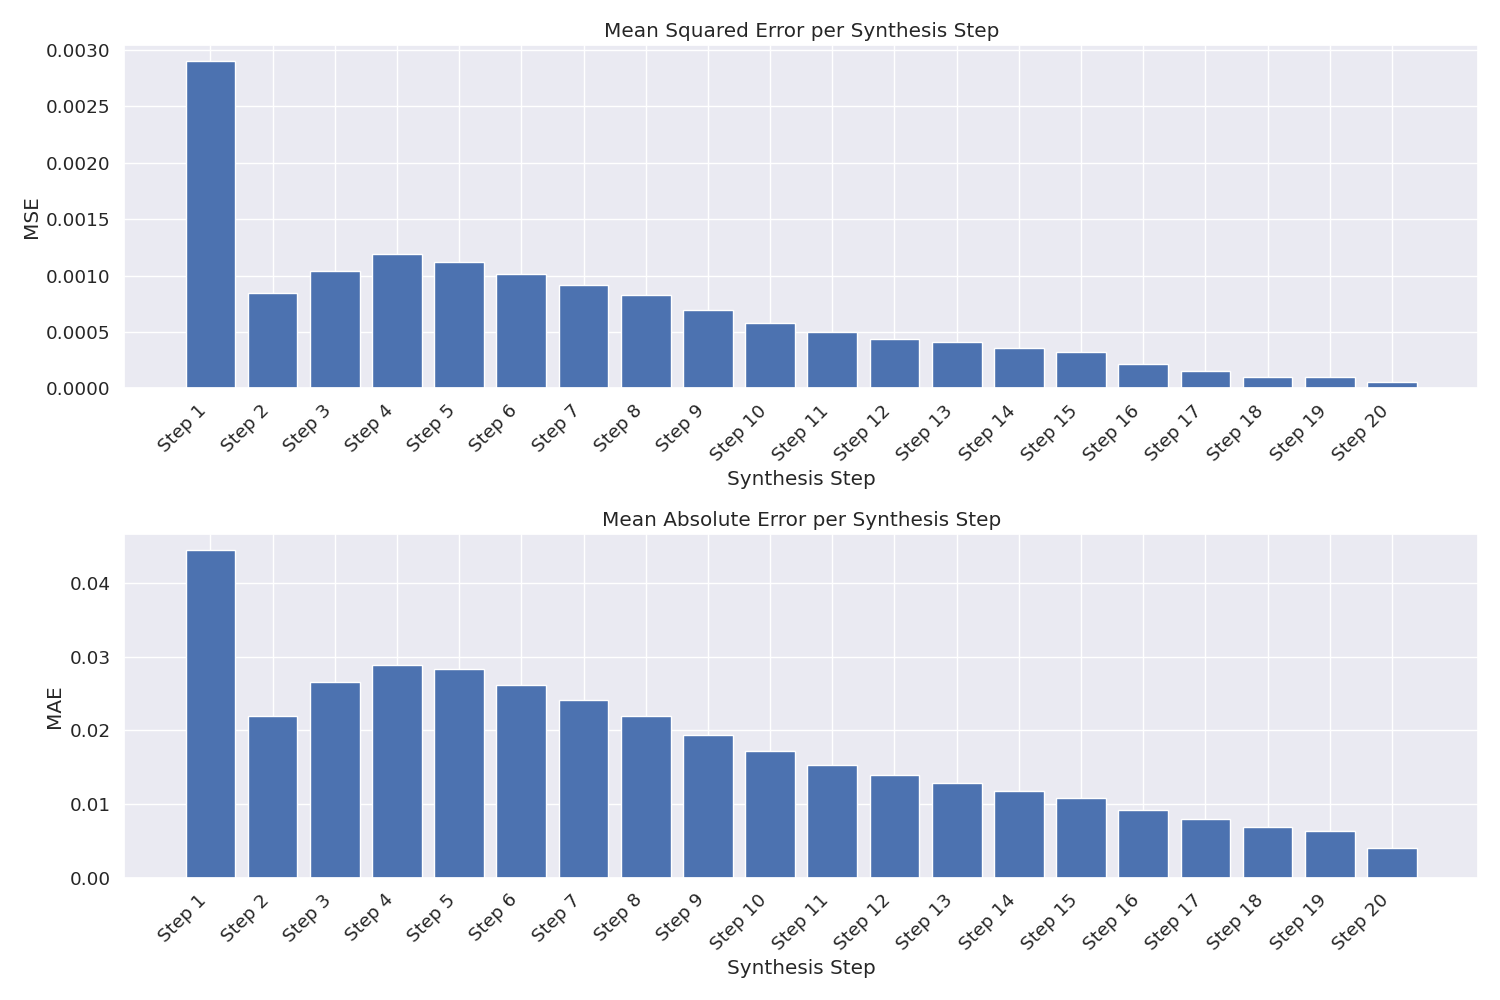 Mean Squared Error per Synthesis Step
0.0030
0.0025
0.0020
0.0015
0.0010
0.0005
0.0000
MSE
Step 1
Step 2
Step 3
Step 4
Step 5
Step 6
Step 7
Step 8
Step 9
Step 10
Step 11
Step 12
Step 13
Step 14
Step 15
Step 16
Step 17
Step 18
Step 19
Step 20
Synthesis Step
Mean Absolute Error per Synthesis Step
0.04
0.03
0.02
0.01
0.00
MAE
Step 1
Step 2
Step 3
Step 4
Step 5
Step 6
Step 7
Step 8
Step 9
Step 10
Step 11
Step 12
Step 13
Step 14
Step 15
Step 16
Step 17
Step 18
Step 19
Step 20
Synthesis Step